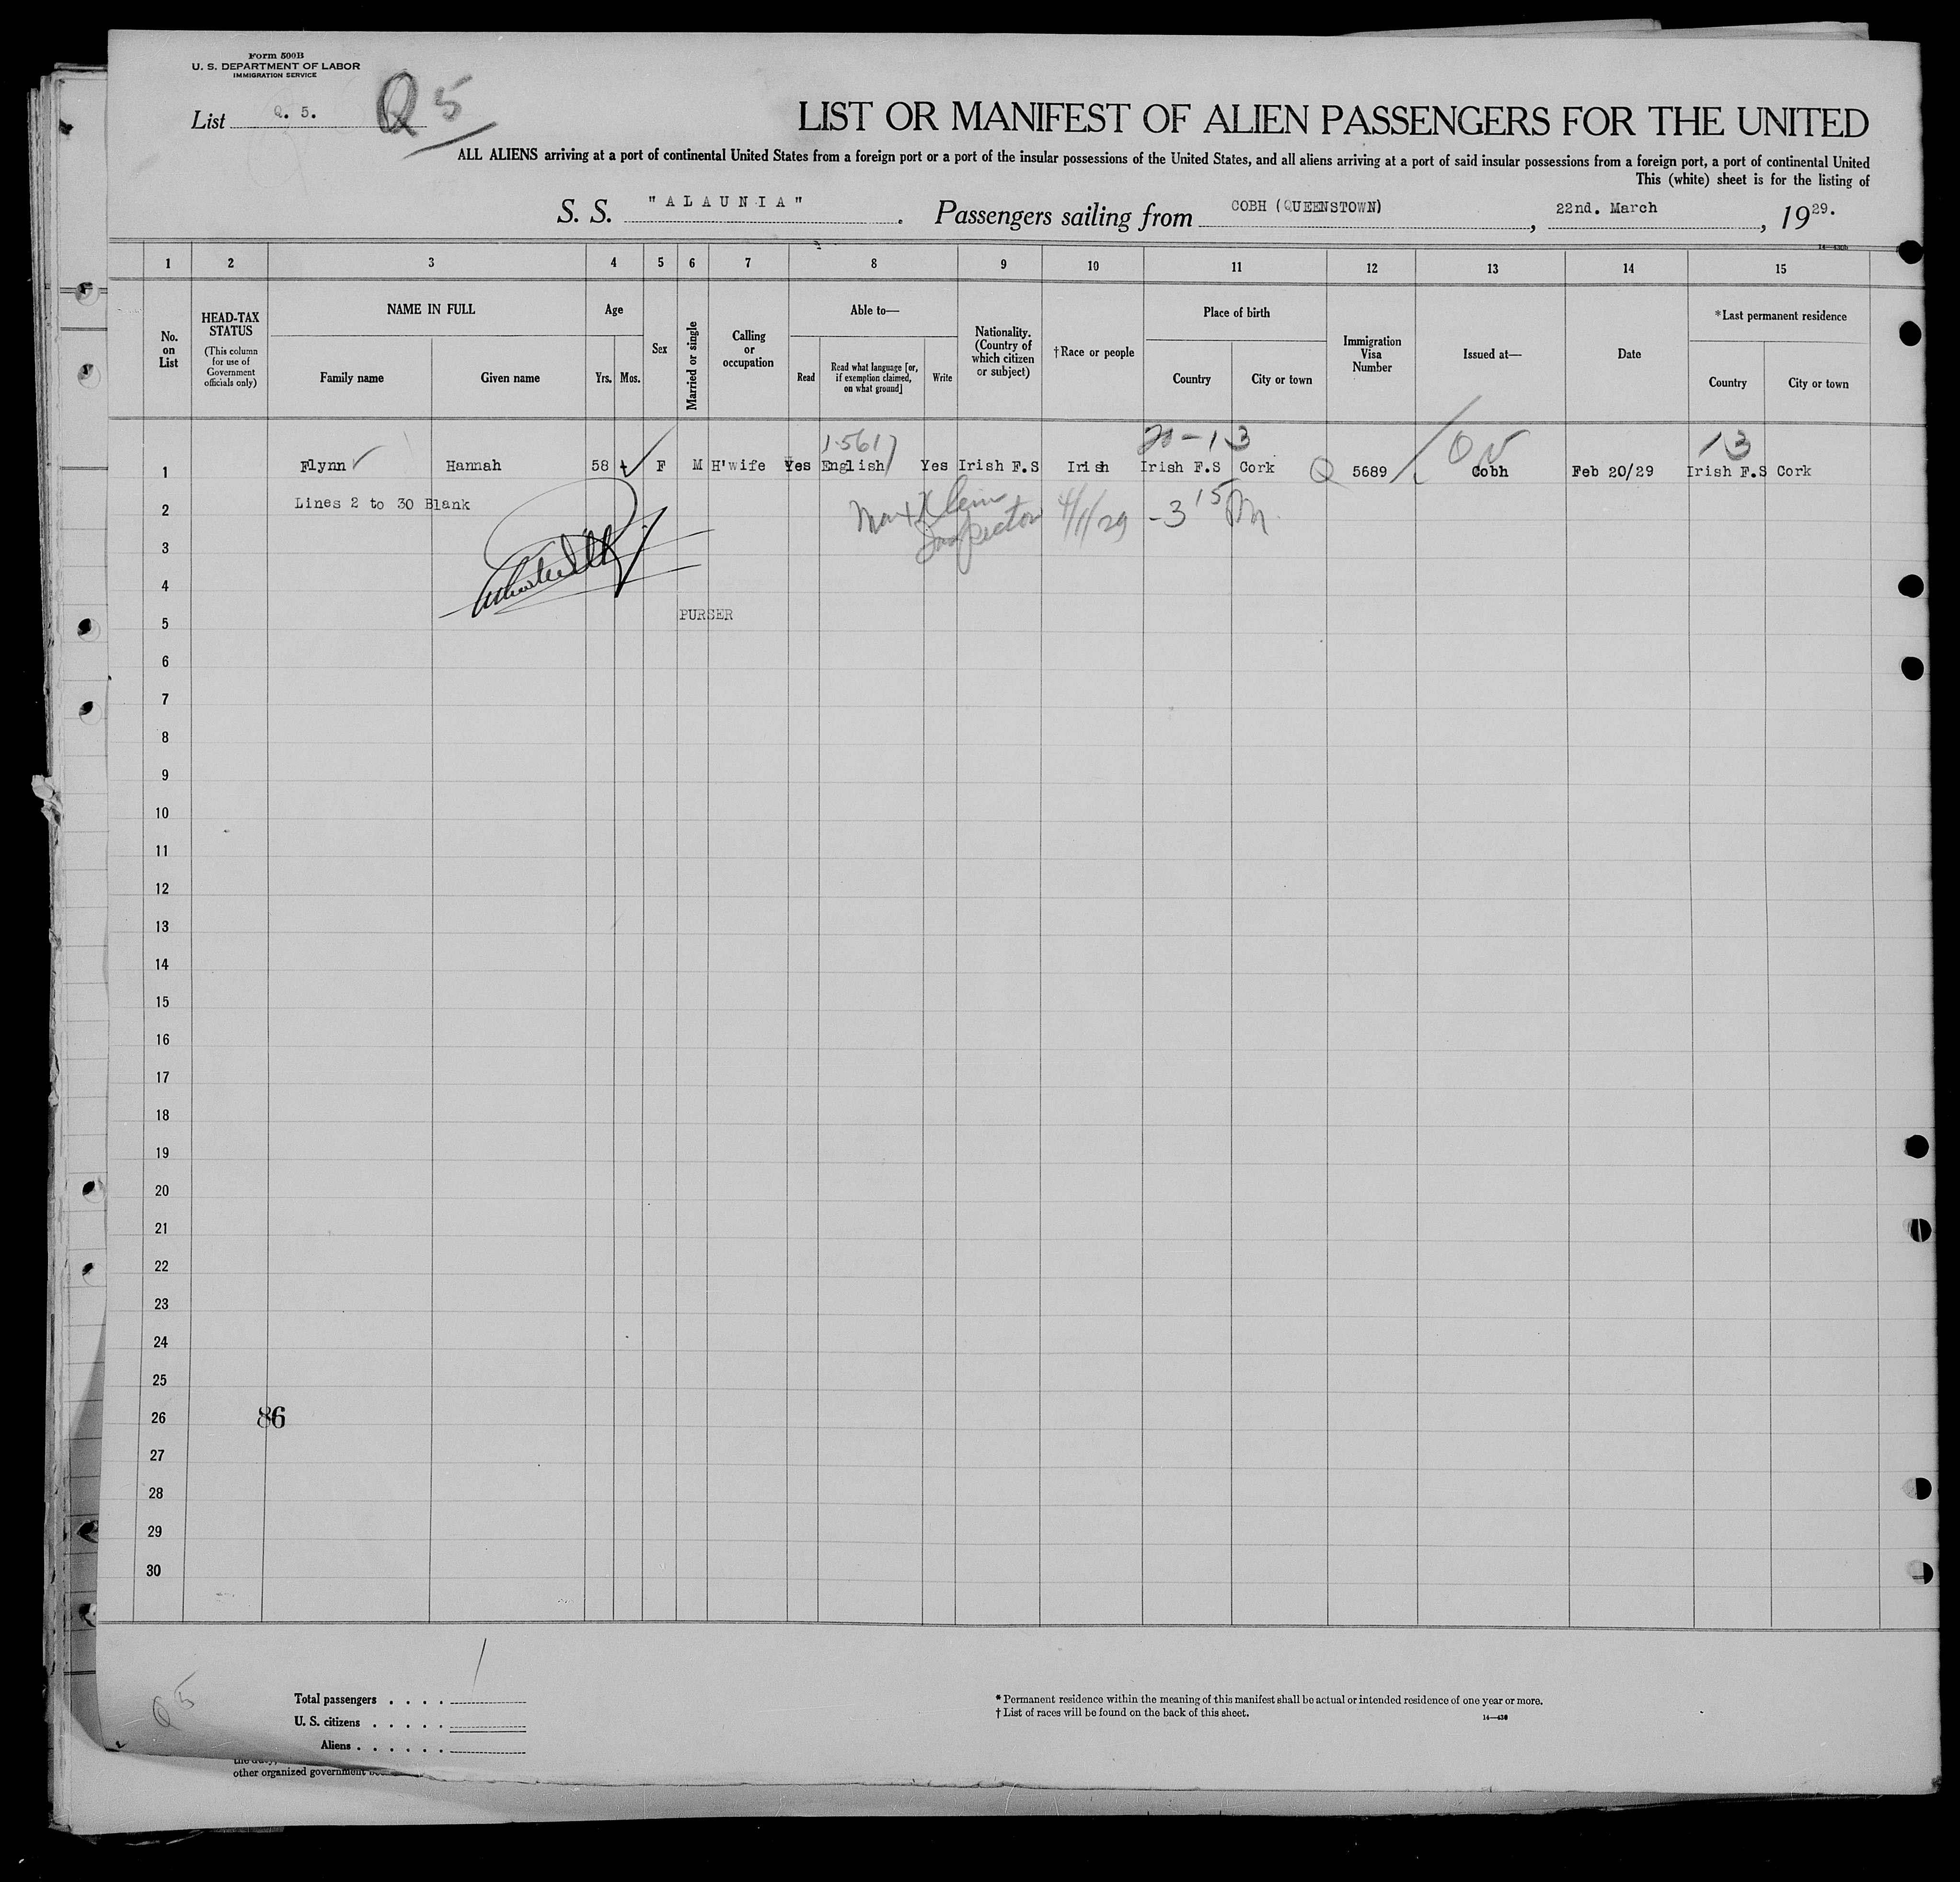 Form 500B
U. S. DEPARTMENT OF LABOR
IMMIGRATION SERVICE
List Q. 5. Q 5
LIST OR MANIFEST OF ALIEN PASSENGERS FOR THE UNITED
ALL ALIENS arriving at a port of continental United States from a foreign port or a port of the insular possessions of the United States, and all aliens arriving at a port of said insular possessions from a foreign port, a port of continental United
This (white) sheet is for the listing of
S. S. "ALAUNIA". Passengers sailing from COBH (QUEENSTOWN), 22nd. March, 1929.
1 2 3 4 5 6 7 8 9 10 11 12 13 14 15
No. on List
HEAD-TAX STATUS
(This column for use of Government officials only)
NAME IN FULL
Family name Given name
Age
Yrs. Mos.
Sex
Married or single
Calling or occupation
Able to—
Read
Read what language [or, if exemption claimed, on what ground]
Write
Nationality. (Country of which citizen or subject)
†Race or people
Place of birth
Country City or town
Immigration Visa Number
Issued at—
Date
*Last permanent residence
Country City or town
20-13 13
1 Flynn Hannah 58 F M H'wife Yes English Yes Irish F.S Irish Irish F.S Cork Q 5689 Cobh Feb 20/29 Irish F.S Cork
2 Lines 2 to 30 Blank Max Klein 4/1/29 - 3 15 PM
Inspector
3
4
5 PURSER
6
7
8
9
10
11
12
13
14
15
16
17
18
19
20
21
22
23
24
25
26 86
27
28
29
30
Total passengers . . . . 1
U. S. citizens . . . . .
Aliens . . . . . .
Q5
* Permanent residence within the meaning of this manifest shall be actual or intended residence of one year or more.
† List of races will be found on the back of this sheet.
14—430
other organized government